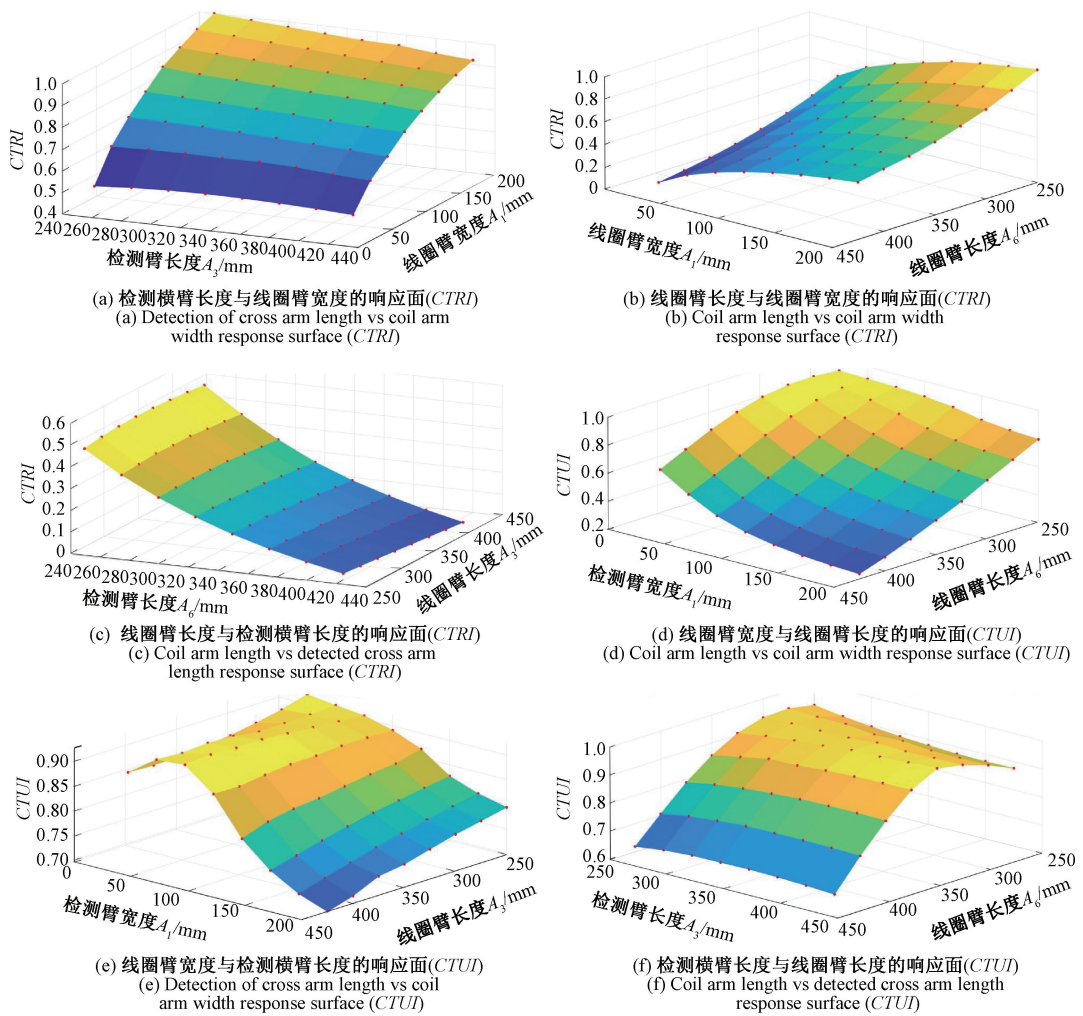 1.0
0.9
0.8
0.7
0.6
0.5
0.4
CTRI
240 260 280 300 320 340 360 380 400 420 440
检测臂长度A3/mm
0 50 100 150 200
线圈臂宽度A1/mm
(a) 检测横臂长度与线圈臂宽度的响应面(CTRI)
(a) Detection of cross arm length vs coil arm
width response surface (CTRI)
1.0
0.8
0.6
0.4
0.2
0
CTRI
50 100 150 200
线圈臂宽度A1/mm
450 400 350 300 250
线圈臂长度A6/mm
(b) 线圈臂长度与线圈臂宽度的响应面(CTRI)
(b) Coil arm length vs coil arm width
response surface (CTRI)
0.6
0.5
0.4
0.3
0.2
0.1
0
CTRI
240 260 280 300 320 340 360 380 400 420 440
检测臂长度A6/mm
250 300 350 400 450
线圈臂长度A3/mm
(c) 线圈臂长度与检测横臂长度的响应面(CTRI)
(c) Coil arm length vs detected cross arm
length response surface (CTRI)
1.0
0.8
0.6
0.4
0.2
CTUI
0 50 100 150 200
检测臂宽度A1/mm
450 400 350 300 250
线圈臂长度A6/mm
(d) 线圈臂宽度与线圈臂长度的响应面(CTUI)
(d) Coil arm length vs coil arm width response surface (CTUI)
0.90
0.85
0.80
0.75
0.70
CTUI
0 50 100 150 200
检测臂宽度A1/mm
450 400 350 300 250
线圈臂长度A3/mm
(e) 线圈臂宽度与检测横臂长度的响应面(CTUI)
(e) Detection of cross arm length vs coil
arm width response surface (CTUI)
1.0
0.9
0.8
0.7
0.6
CTUI
250 300 350 400 450
检测臂长度A3/mm
450 400 350 300 250
线圈臂长度A6/mm
(f) 检测横臂长度与线圈臂长度的响应面(CTUI)
(f) Coil arm length vs detected cross arm length
response surface (CTUI)